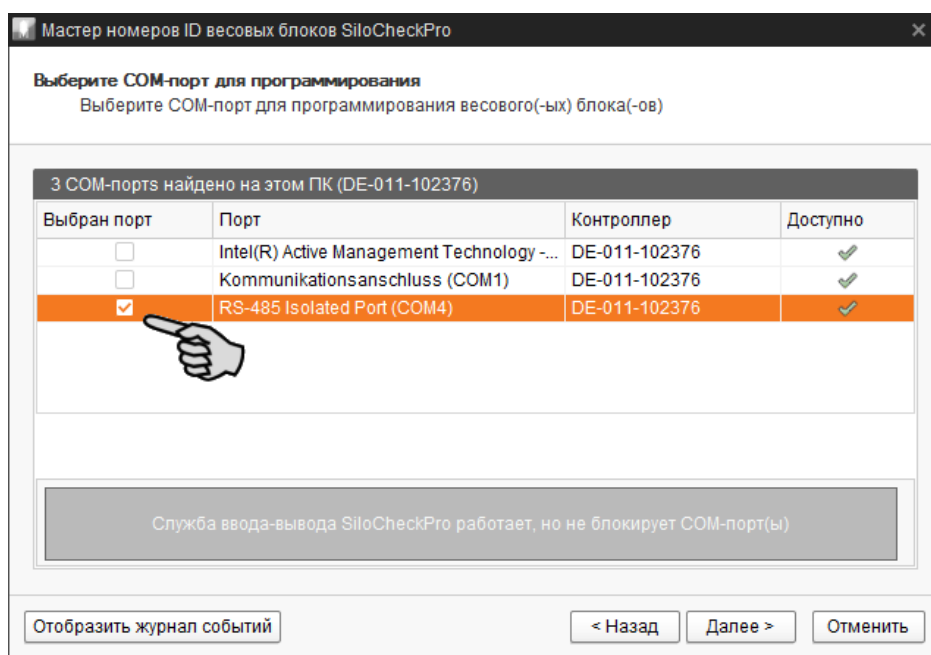 Мастер номеров ID весовых блоков SiloCheckPro
Выберите COM-порт для программирования
Выберите COM-порт для программирования весового(-ых) блока(-ов)
3 COM-портs найдено на этом ПК (DE-011-102376)
Выбран порт Порт Контроллер Доступно
Intel(R) Active Management Technology -... DE-011-102376
Kommunikationsanschluss (COM1) DE-011-102376
RS-485 Isolated Port (COM4) DE-011-102376
Служба ввода-вывода SiloCheckPro работает, но не блокирует COM-порт(ы)
Отобразить журнал событий < Назад Далее > Отменить